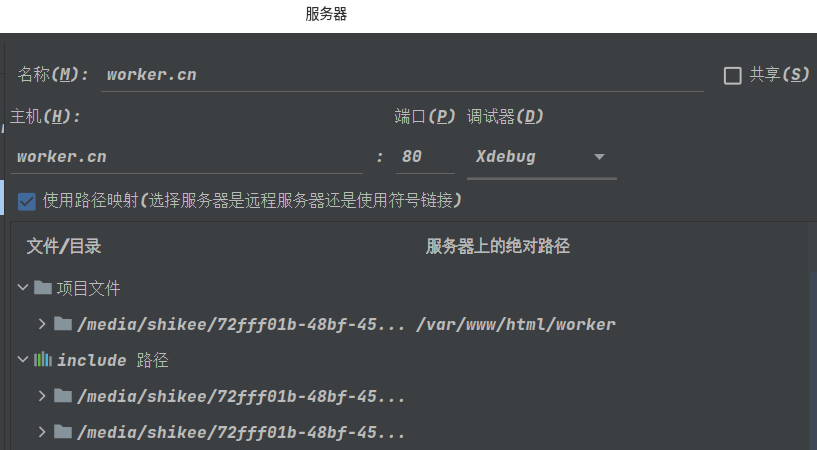 服务器
名称(M): worker.cn 共享(S)
主机(H): 端口(P) 调试器(D)
worker.cn : 80 Xdebug
使用路径映射(选择服务器是远程服务器还是使用符号链接)
文件/目录 服务器上的绝对路径
项目文件
/media/shikee/72fff01b-48bf-45... /var/www/html/worker
include 路径
/media/shikee/72fff01b-48bf-45...
/media/shikee/72fff01b-48bf-45...